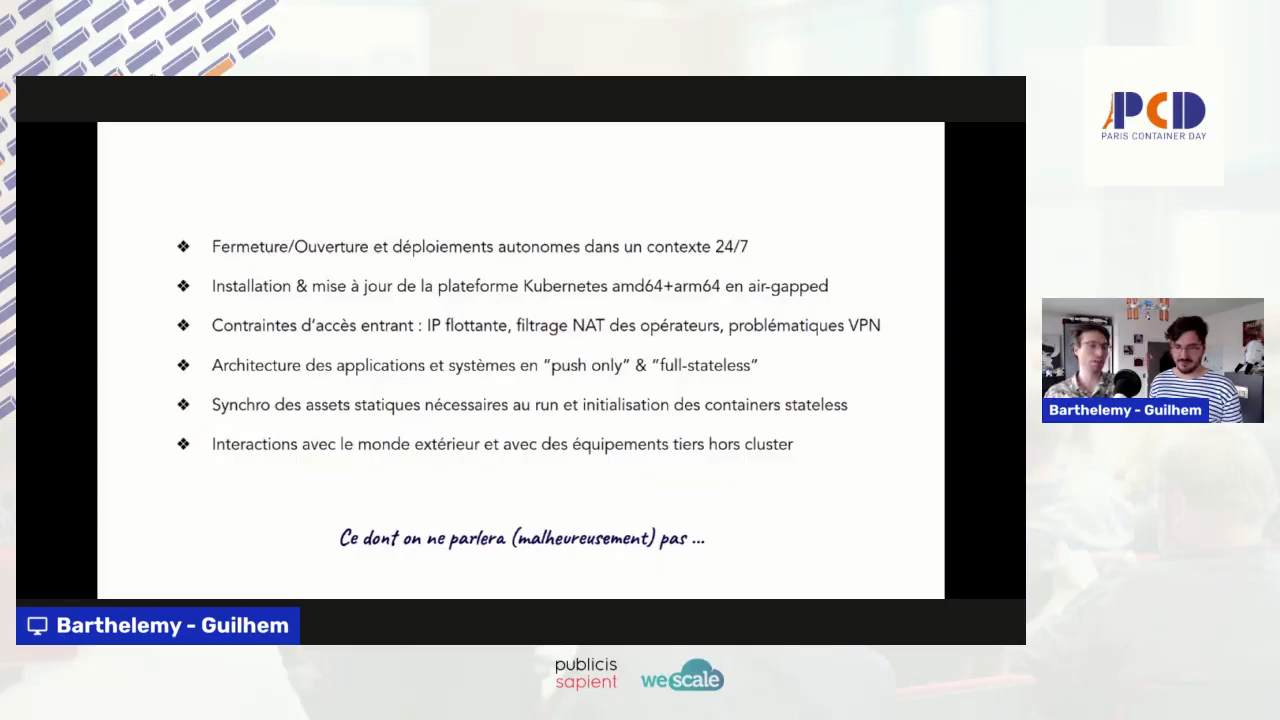 PCD
PARIS CONTAINER DAY
❖ Fermeture/Ouverture et déploiements autonomes dans un contexte 24/7
❖ Installation & mise à jour de la plateforme Kubernetes amd64+arm64 en air-gapped
❖ Contraintes d’accès entrant : IP flottante, filtrage NAT des opérateurs, problématiques VPN
❖ Architecture des applications et systèmes en “push only” & “full-stateless”
❖ Synchro des assets statiques nécessaires au run et initialisation des containers stateless
❖ Interactions avec le monde extérieur et avec des équipements tiers hors cluster
Ce dont on ne parlera (malheureusement) pas ...
Barthelemy - Guilhem
Barthelemy - Guilhem
publicis
sapient
wescale